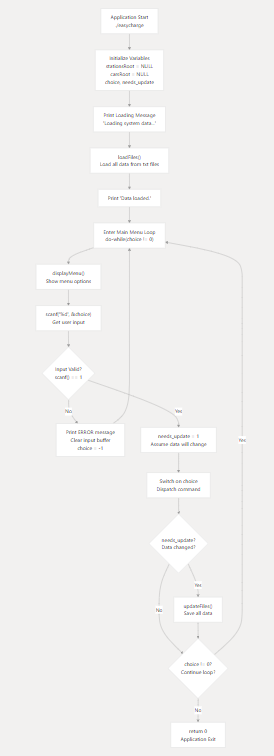 Application Start
./easycharge
Initialize Variables
stationsRoot = NULL
carsRoot = NULL
choice, needs_update
Print Loading Message
"Loading system data..."
loadFiles()
Load all data from txt files
Print "Data loaded."
Enter Main Menu Loop
do-while(choice != 0)
displayMenu()
Show menu options
scanf("%d", &choice)
Get user input
Input Valid?
scanf() == 1
No
Yes
Print ERROR message
Clear input buffer
choice = -1
needs_update = 1
Assume data will change
Yes
Switch on choice
Dispatch command
needs_update?
Data changed?
Yes
No
updateFiles()
Save all data
choice != 0?
Continue loop?
No
return 0
Application Exit